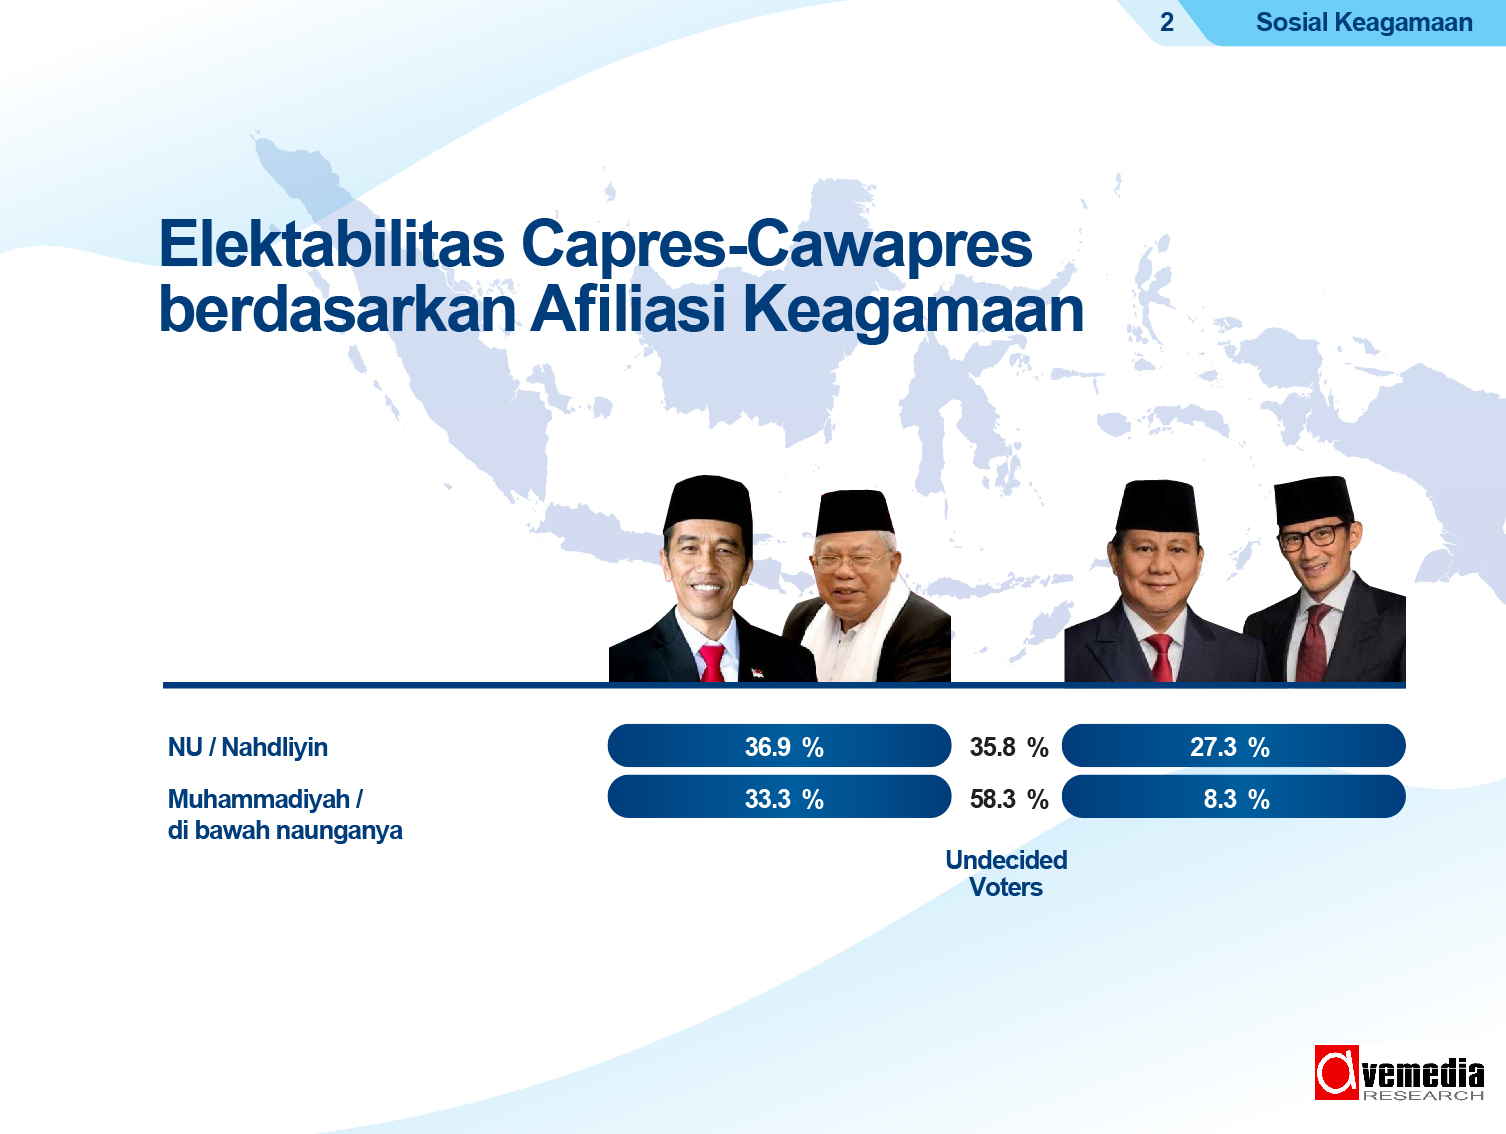 2 Sosial Keagamaan
Elektabilitas Capres-Cawapres
berdasarkan Afiliasi Keagamaan
NU / Nahdliyin 36.9 % 35.8 % 27.3 %
Muhammadiyah / 33.3 % 58.3 % 8.3 %
di bawah naunganya
Undecided
Voters
avemedia
RESEARCH